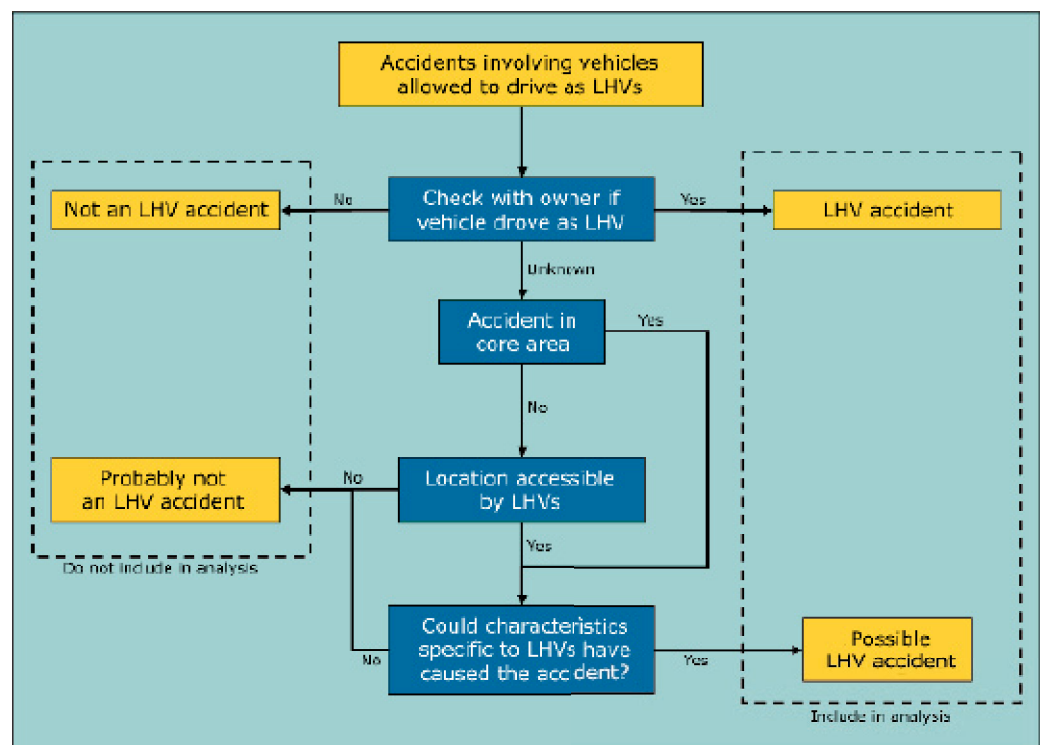 Accidents involving vehicles
allowed to drive as LHVs
Not an LHV accident
No
Check with owner if
vehicle drove as LHV
Yes
LHV accident
Unknown
Accident in
core area
Yes
No
Probably not
an LHV accident
No
Location accessible
by LHVs
Do not include in analysis
Yes
Could characteristics
specific to LHVs have
caused the accident?
No
Yes
Possible
LHV accident
Include in analysis